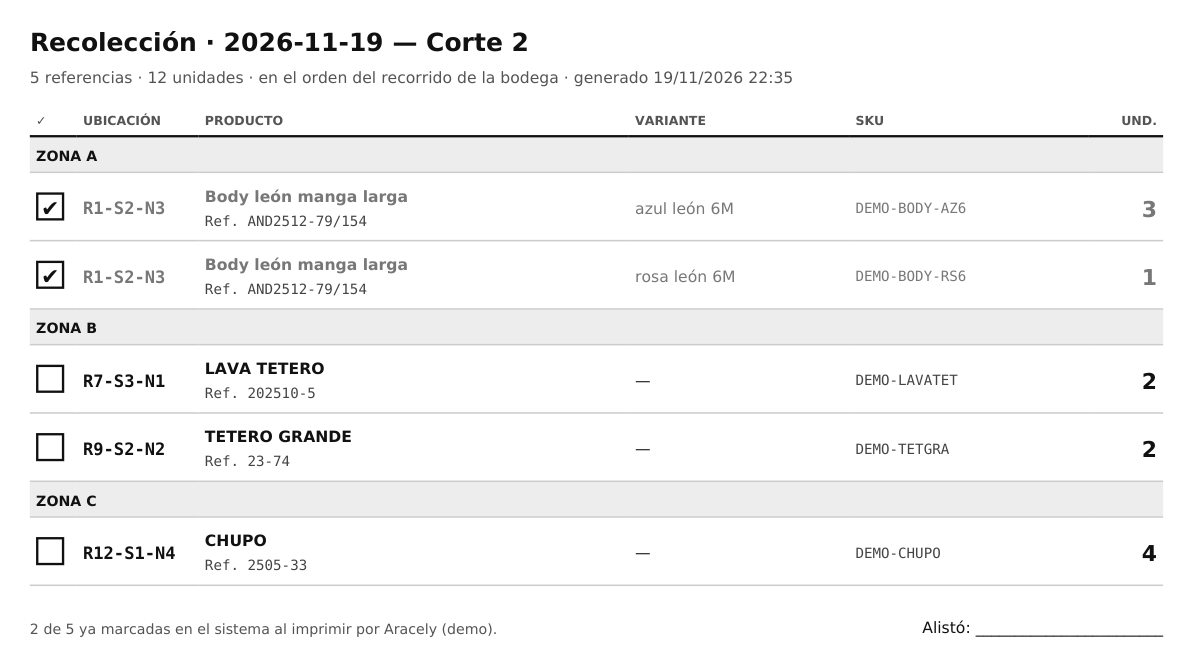 Recolección · 2026-11-19 — Corte 2
5 referencias · 12 unidades · en el orden del recorrido de la bodega · generado 19/11/2026 22:35
✓ UBICACIÓN PRODUCTO VARIANTE SKU UND.
ZONA A
✔ R1-S2-N3 Body león manga larga azul león 6M DEMO-BODY-AZ6 3
Ref. AND2512-79/154
✔ R1-S2-N3 Body león manga larga rosa león 6M DEMO-BODY-RS6 1
Ref. AND2512-79/154
ZONA B
R7-S3-N1 LAVA TETERO — DEMO-LAVATET 2
Ref. 202510-5
R9-S2-N2 TETERO GRANDE — DEMO-TETGRA 2
Ref. 23-74
ZONA C
R12-S1-N4 CHUPO — DEMO-CHUPO 4
Ref. 2505-33
2 de 5 ya marcadas en el sistema al imprimir por Aracely (demo).
Alistó: ________________________